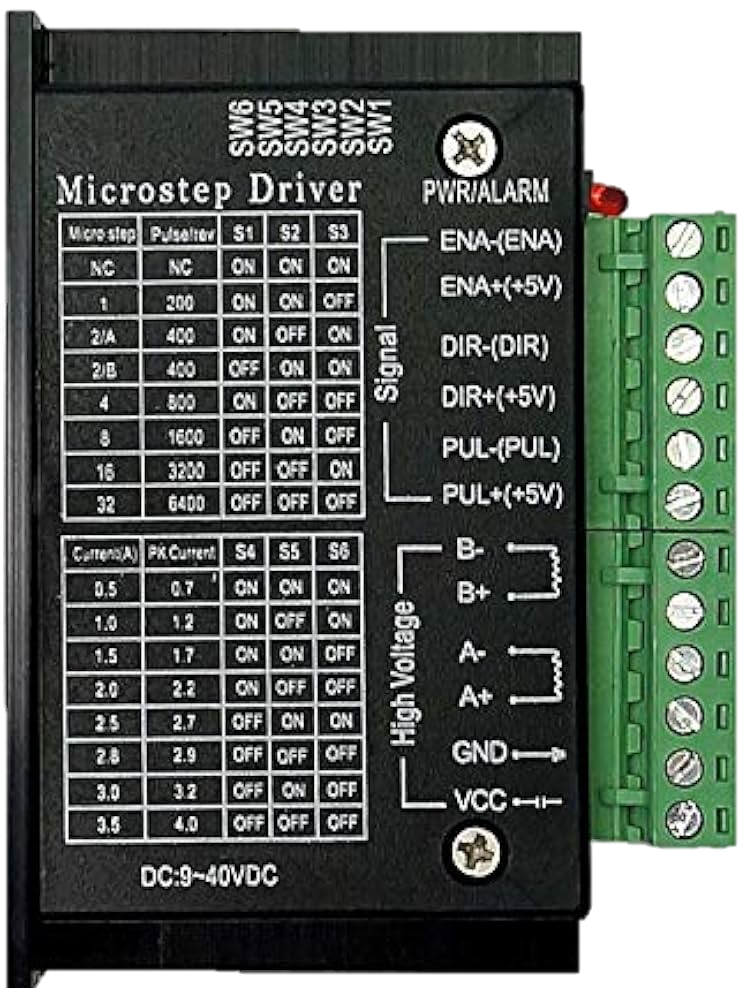 SW6
SW5
SW4
SW3
SW2
SW1
Microstep Driver
PWR/ALARM
Micro step Pulse/rev S1 S2 S3
NC NC ON ON ON
1 200 ON ON OFF
2/A 400 ON OFF ON
2/B 400 OFF ON ON
4 800 ON OFF OFF
8 1600 OFF ON OFF
16 3200 OFF OFF ON
32 6400 OFF OFF OFF
Signal
ENA-(ENA)
ENA+(+5V)
DIR-(DIR)
DIR+(+5V)
PUL-(PUL)
PUL+(+5V)
Current(A) PK Current S4 S5 S6
0.5 0.7 ON ON ON
1.0 1.2 ON OFF ON
1.5 1.7 ON ON OFF
2.0 2.2 ON OFF OFF
2.5 2.7 OFF ON ON
2.8 2.9 OFF OFF OFF
3.0 3.2 OFF ON OFF
3.5 4.0 OFF OFF OFF
High Voltage
B-
B+
A-
A+
GND
VCC
DC:9~40VDC